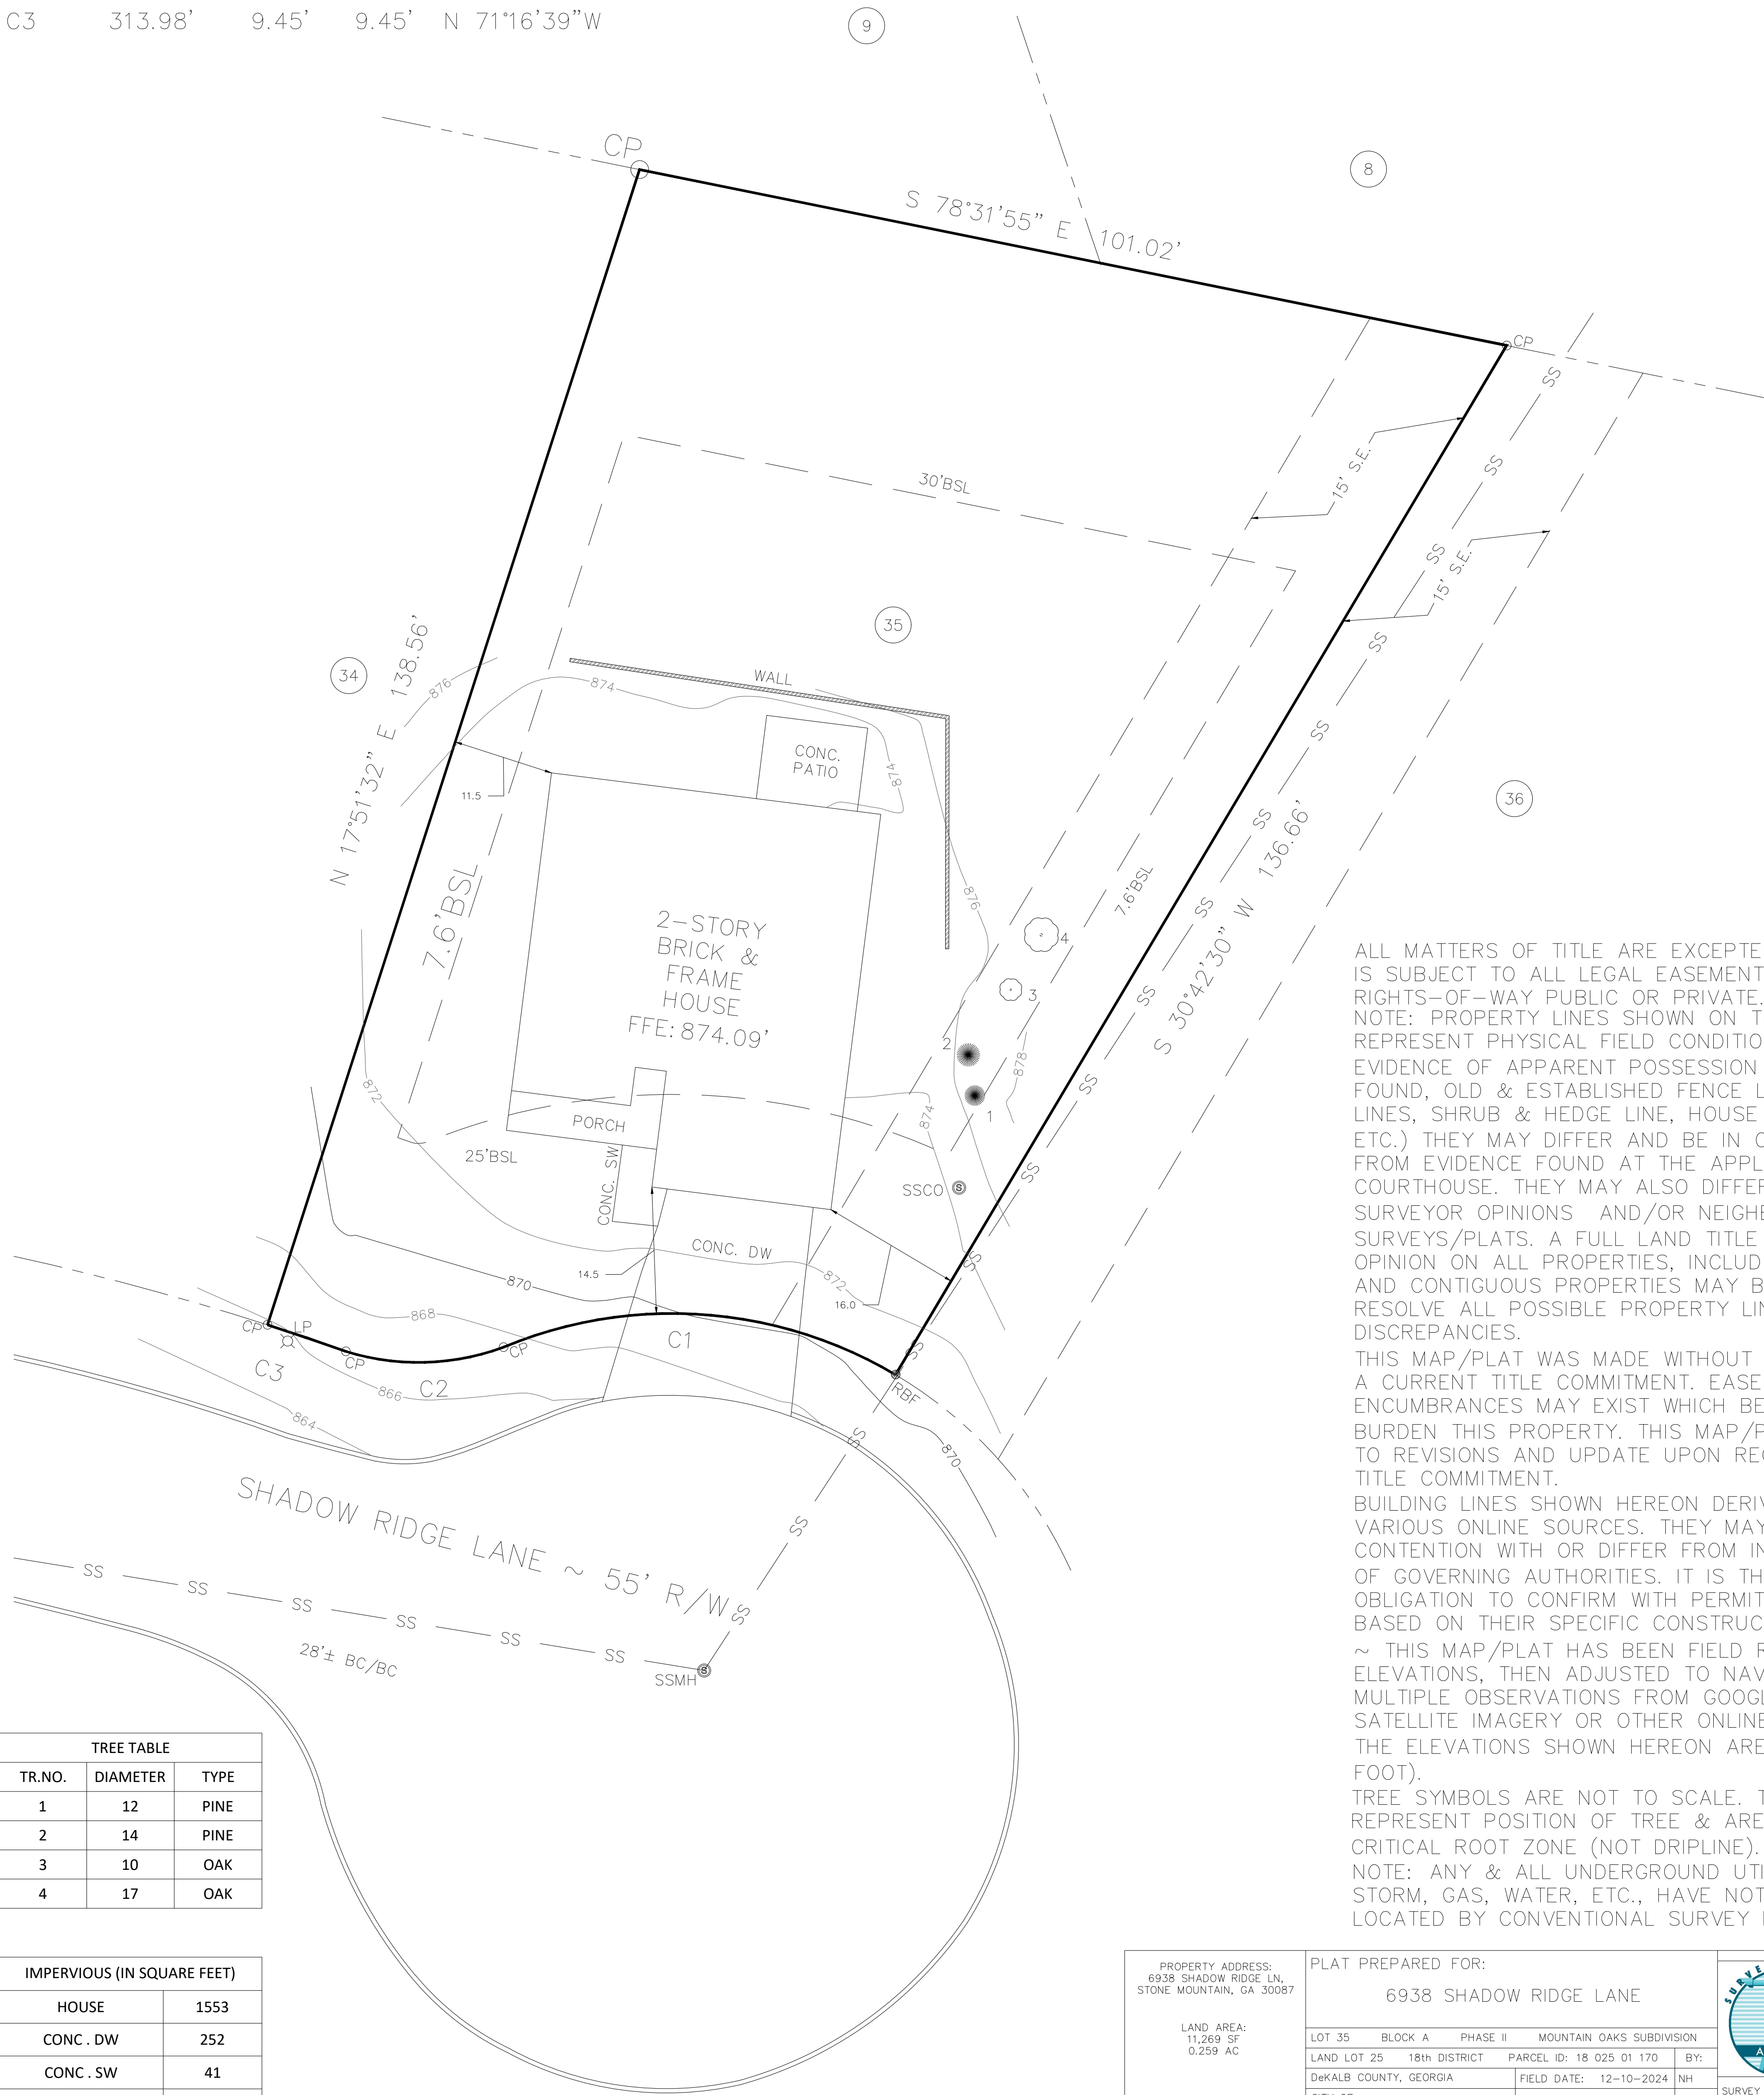 C3 313.98' 9.45' 9.45' N 71°16'39"W
9
CP
8
S 78°31'55" E 101.02'
CP
SS
SS
15' S.E.
30'BSL
SS
SS
15' S.E.
35
34
N 17°51'32" E 138.56'
876
874
WALL
SS
SS
CONC.
PATIO
874
11.5
36
SS
S 30°42'30" W 136.66'
7.6'BSL
7.6'BSL
876
SS
SS
2-STORY
BRICK &
FRAME
HOUSE
FFE: 874.09'
4
3
2
1
878
SS
SS
872
874
PORCH
25'BSL
CONC. SW
SSCO S
SS
CONC. DW
14.5
872
16.0
SS
870
868
CP
LP
CP
CP
C1
C2
C3
866
864
SS
RBF
870
SS
SHADOW RIDGE LANE ~ 55' R/W
SS
SS
SS SS SS SS SS SS
28'± BC/BC
SSMH S
ALL MATTERS OF TITLE ARE EXCEPTE
IS SUBJECT TO ALL LEGAL EASEMENT
RIGHTS-OF-WAY PUBLIC OR PRIVATE.
NOTE: PROPERTY LINES SHOWN ON T
REPRESENT PHYSICAL FIELD CONDITIO
EVIDENCE OF APPARENT POSSESSION
FOUND, OLD & ESTABLISHED FENCE L
LINES, SHRUB & HEDGE LINE, HOUSE
ETC.) THEY MAY DIFFER AND BE IN C
FROM EVIDENCE FOUND AT THE APPL
COURTHOUSE. THEY MAY ALSO DIFFER
SURVEYOR OPINIONS AND/OR NEIGHB
SURVEYS/PLATS. A FULL LAND TITLE
OPINION ON ALL PROPERTIES, INCLUD
AND CONTIGUOUS PROPERTIES MAY B
RESOLVE ALL POSSIBLE PROPERTY LIN
DISCREPANCIES.
THIS MAP/PLAT WAS MADE WITHOUT
A CURRENT TITLE COMMITMENT. EASE
ENCUMBRANCES MAY EXIST WHICH BE
BURDEN THIS PROPERTY. THIS MAP/P
TO REVISIONS AND UPDATE UPON REC
TITLE COMMITMENT.
BUILDING LINES SHOWN HEREON DERIV
VARIOUS ONLINE SOURCES. THEY MAY
CONTENTION WITH OR DIFFER FROM IN
OF GOVERNING AUTHORITIES. IT IS TH
OBLIGATION TO CONFIRM WITH PERMIT
BASED ON THEIR SPECIFIC CONSTRUC
~ THIS MAP/PLAT HAS BEEN FIELD R
ELEVATIONS, THEN ADJUSTED TO NAV
MULTIPLE OBSERVATIONS FROM GOOGL
SATELLITE IMAGERY OR OTHER ONLINE
THE ELEVATIONS SHOWN HEREON ARE
FOOT).
TREE SYMBOLS ARE NOT TO SCALE. T
REPRESENT POSITION OF TREE & ARE
CRITICAL ROOT ZONE (NOT DRIPLINE).
NOTE: ANY & ALL UNDERGROUND UTI
STORM, GAS, WATER, ETC., HAVE NOT
LOCATED BY CONVENTIONAL SURVEY
TREE TABLE
TR.NO. DIAMETER TYPE
1 12 PINE
2 14 PINE
3 10 OAK
4 17 OAK
IMPERVIOUS (IN SQUARE FEET)
HOUSE 1553
CONC . DW 252
CONC . SW 41
PROPERTY ADDRESS:
6938 SHADOW RIDGE LN,
STONE MOUNTAIN, GA 30087
LAND AREA:
11,269 SF
0.259 AC
PLAT PREPARED FOR:
6938 SHADOW RIDGE LANE
LOT 35 BLOCK A PHASE II MOUNTAIN OAKS SUBDIVISION
LAND LOT 25 18th DISTRICT PARCEL ID: 18 025 01 170 BY:
DeKALB COUNTY, GEORGIA FIELD DATE: 12-10-2024 NH
SURVE
A
SURVEY